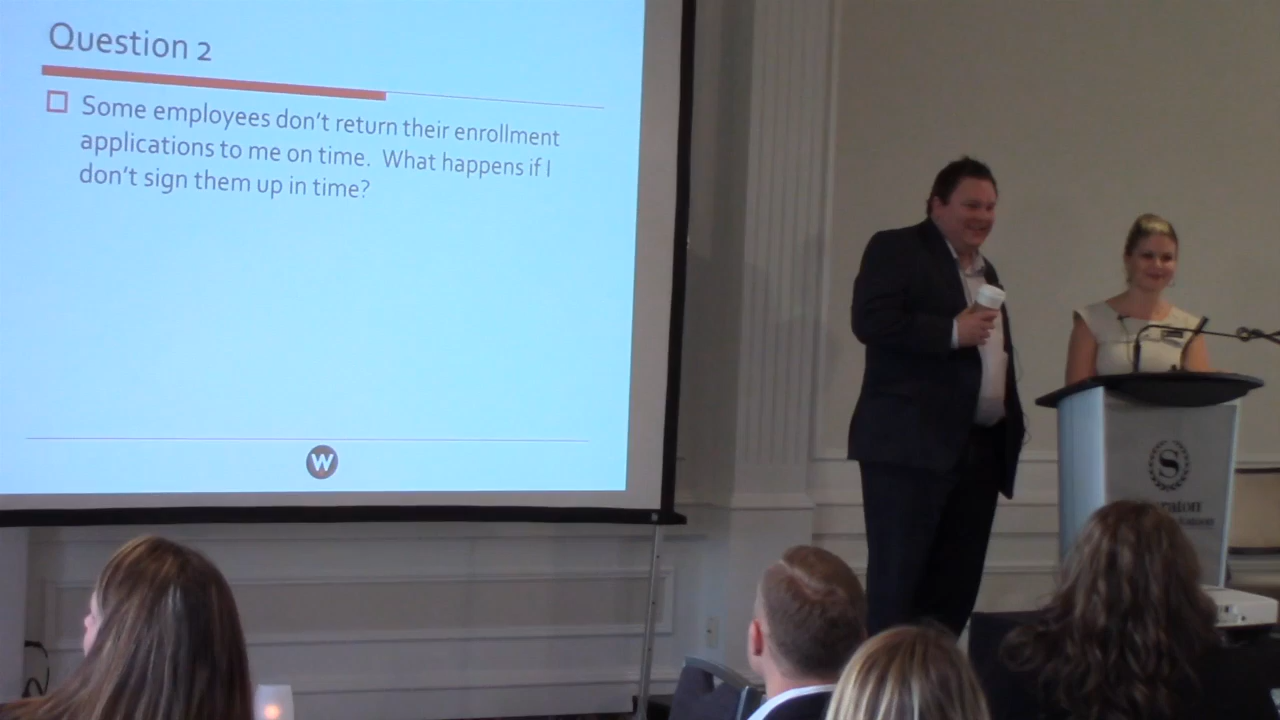 Question 2
Some employees don't return their enrollment
applications to me on time. What happens if I
don't sign them up in time?
W
S